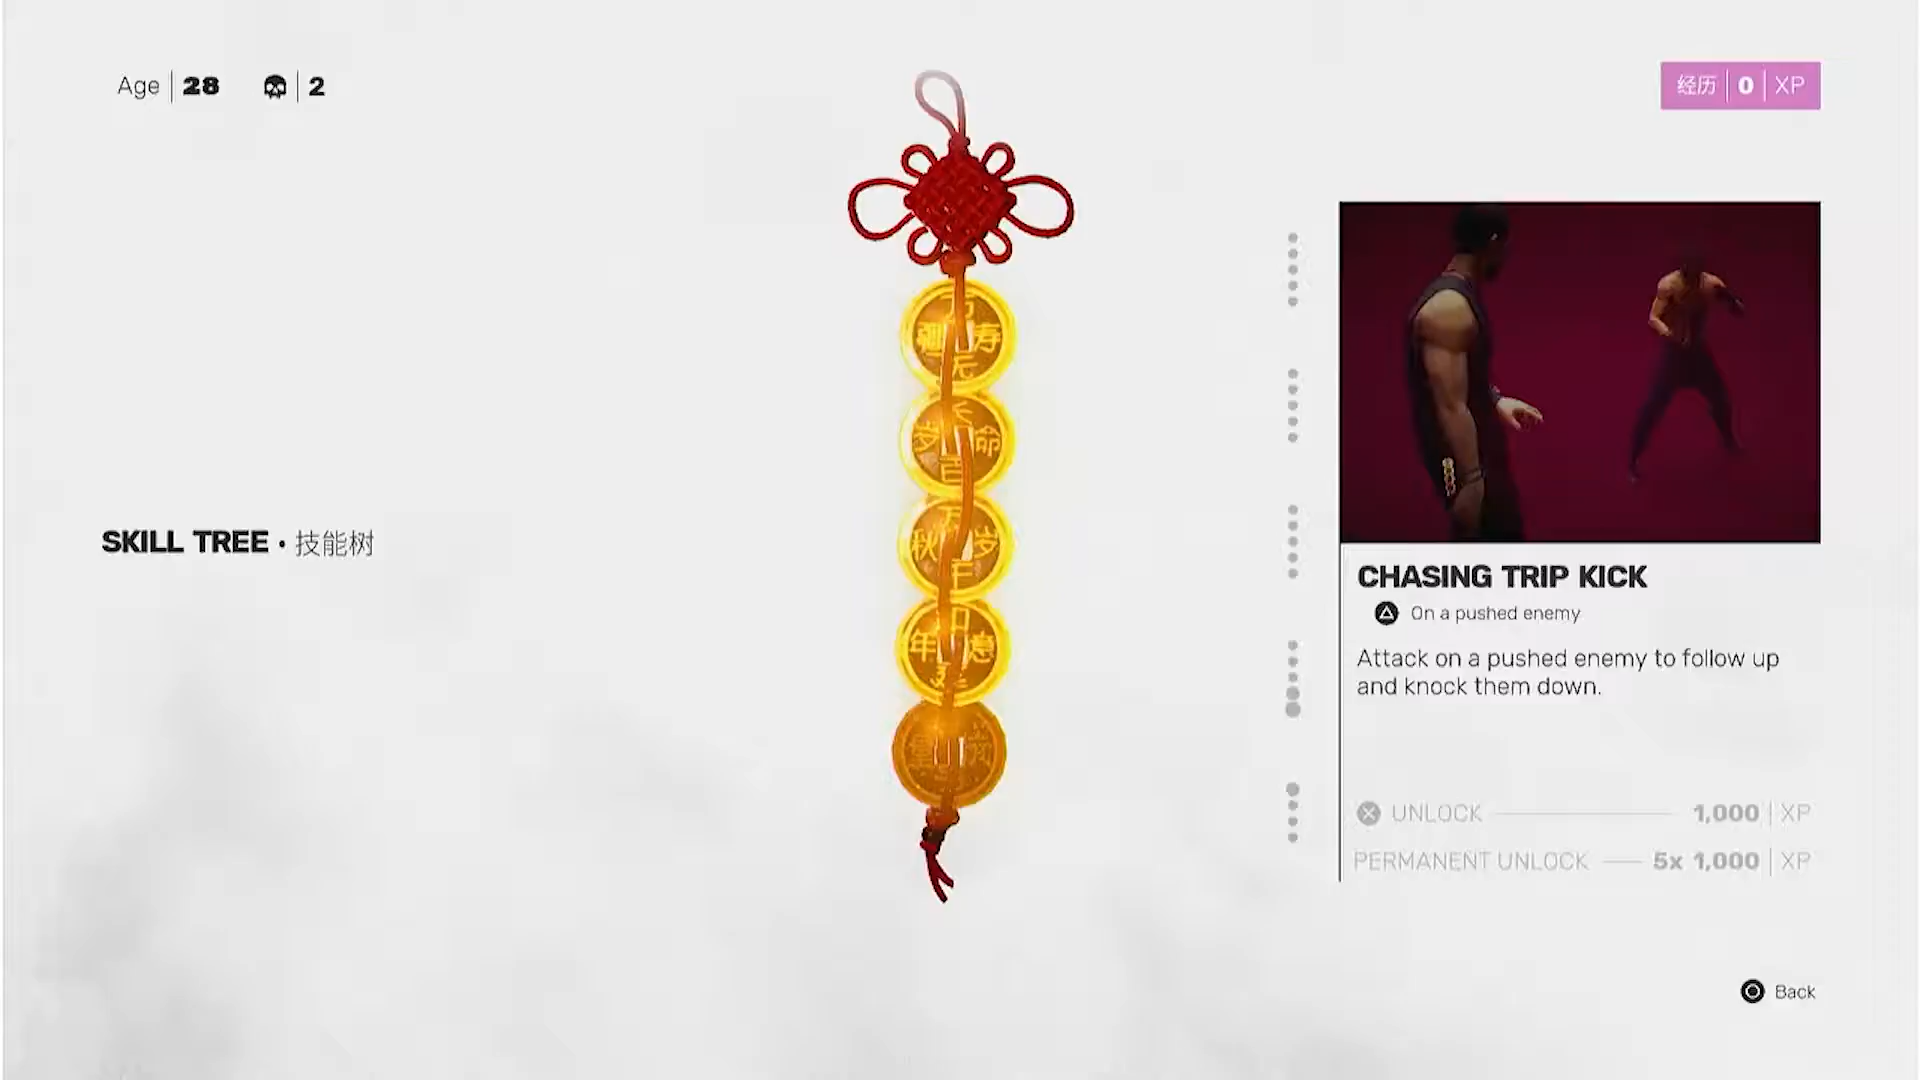 Age | 28 | 2
经历 | 0 | XP
SKILL TREE • 技能树
CHASING TRIP KICK
On a pushed enemy
Attack on a pushed enemy to follow up
and knock them down.
UNLOCK 1,000 | XP
PERMANENT UNLOCK 5x 1,000 | XP
Back